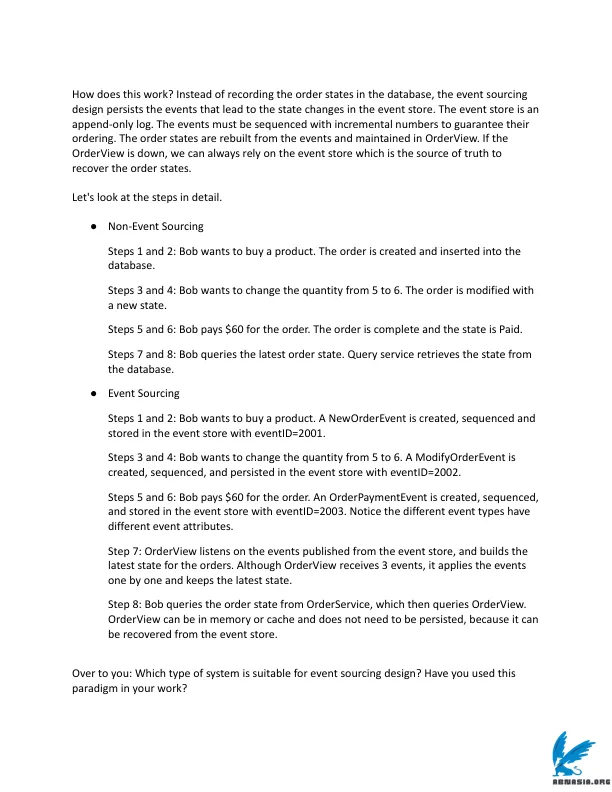 How does this work? Instead of recording the order states in the database, the event sourcing
design persists the events that lead to the state changes in the event store. The event store is an
append-only log. The events must be sequenced with incremental numbers to guarantee their
ordering. The order states are rebuilt from the events and maintained in OrderView. If the
OrderView is down, we can always rely on the event store which is the source of truth to
recover the order states.
Let's look at the steps in detail.
● Non-Event Sourcing
Steps 1 and 2: Bob wants to buy a product. The order is created and inserted into the
database.
Steps 3 and 4: Bob wants to change the quantity from 5 to 6. The order is modified with
a new state.
Steps 5 and 6: Bob pays $60 for the order. The order is complete and the state is Paid.
Steps 7 and 8: Bob queries the latest order state. Query service retrieves the state from
the database.
● Event Sourcing
Steps 1 and 2: Bob wants to buy a product. A NewOrderEvent is created, sequenced and
stored in the event store with eventID=2001.
Steps 3 and 4: Bob wants to change the quantity from 5 to 6. A ModifyOrderEvent is
created, sequenced, and persisted in the event store with eventID=2002.
Steps 5 and 6: Bob pays $60 for the order. An OrderPaymentEvent is created, sequenced,
and stored in the event store with eventID=2003. Notice the different event types have
different event attributes.
Step 7: OrderView listens on the events published from the event store, and builds the
latest state for the orders. Although OrderView receives 3 events, it applies the events
one by one and keeps the latest state.
Step 8: Bob queries the order state from OrderService, which then queries OrderView.
OrderView can be in memory or cache and does not need to be persisted, because it can
be recovered from the event store.
Over to you: Which type of system is suitable for event sourcing design? Have you used this
paradigm in your work?
ABNASIA.ORG